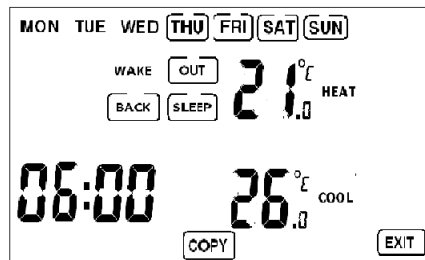 MON TUE WED THU FRI SAT SUN
WAKE OUT 21.0 °C HEAT
BACK SLEEP
06:00 26.0 °C COOL
COPY EXIT